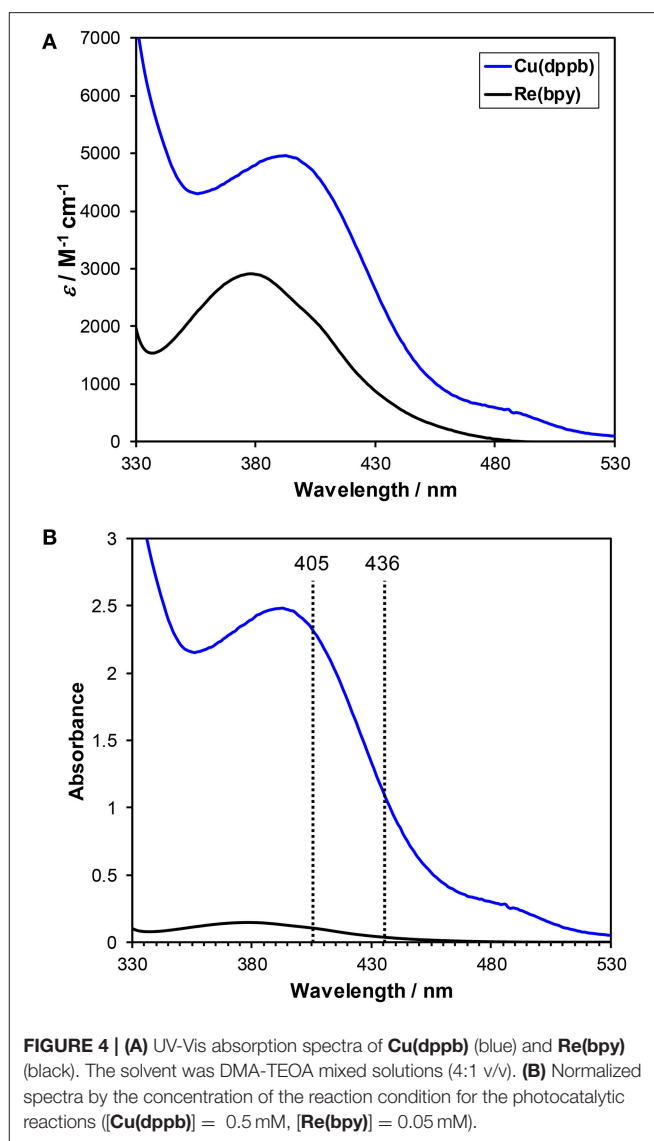 A
7000
6000
5000
4000
3000
2000
1000
0
ε / M-1 cm-1
Cu(dppb)
Re(bpy)
330 380 430 480 530
Wavelength / nm
B
3
2.5
2
1.5
1
0.5
0
Absorbance
405 436
330 380 430 480 530
Wavelength / nm
FIGURE 4 | (A) UV-Vis absorption spectra of Cu(dppb) (blue) and Re(bpy)
(black). The solvent was DMA-TEOA mixed solutions (4:1 v/v). (B) Normalized
spectra by the concentration of the reaction condition for the photocatalytic
reactions ([Cu(dppb)] = 0.5 mM, [Re(bpy)] = 0.05 mM).